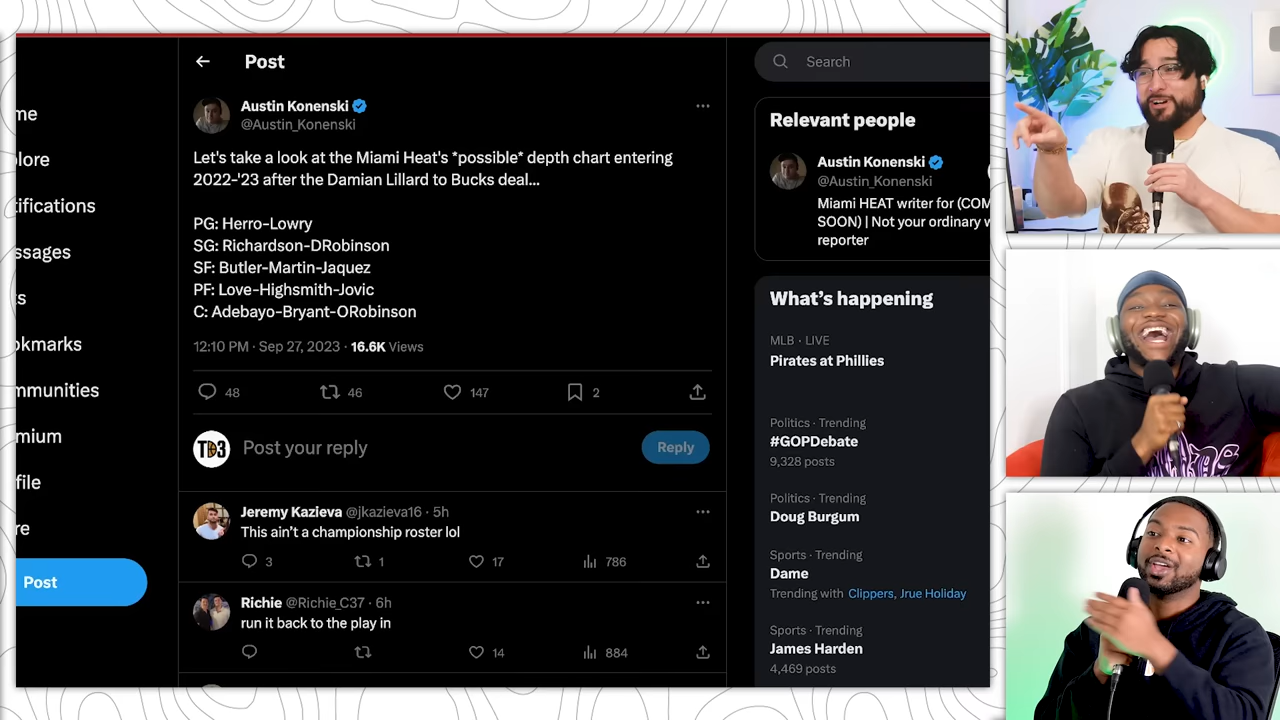 me
lore
tifications
ssages
s
okmarks
mmunities
mium
file
re
Post
Post
Austin Konenski
@Austin_Konenski
Let's take a look at the Miami Heat's *possible* depth chart entering
2022-'23 after the Damian Lillard to Bucks deal...
PG: Herro-Lowry
SG: Richardson-DRobinson
SF: Butler-Martin-Jaquez
PF: Love-Highsmith-Jovic
C: Adebayo-Bryant-ORobinson
12:10 PM · Sep 27, 2023 · 16.6K Views
48 46 147 2
TD3 Post your reply Reply
Jeremy Kazieva @jkazieva16 · 5h
This ain't a championship roster lol
3 1 17 786
Richie @Richie_C37 · 6h
run it back to the play in
14 884
Search
Relevant people
Austin Konenski
@Austin_Konenski
Miami HEAT writer for (COM
SOON) | Not your ordinary w
reporter
What's happening
MLB · LIVE
Pirates at Phillies
Politics · Trending
#GOPDebate
9,328 posts
Politics · Trending
Doug Burgum
Sports · Trending
Dame
Trending with Clippers, Jrue Holiday
Sports · Trending
James Harden
4,469 posts